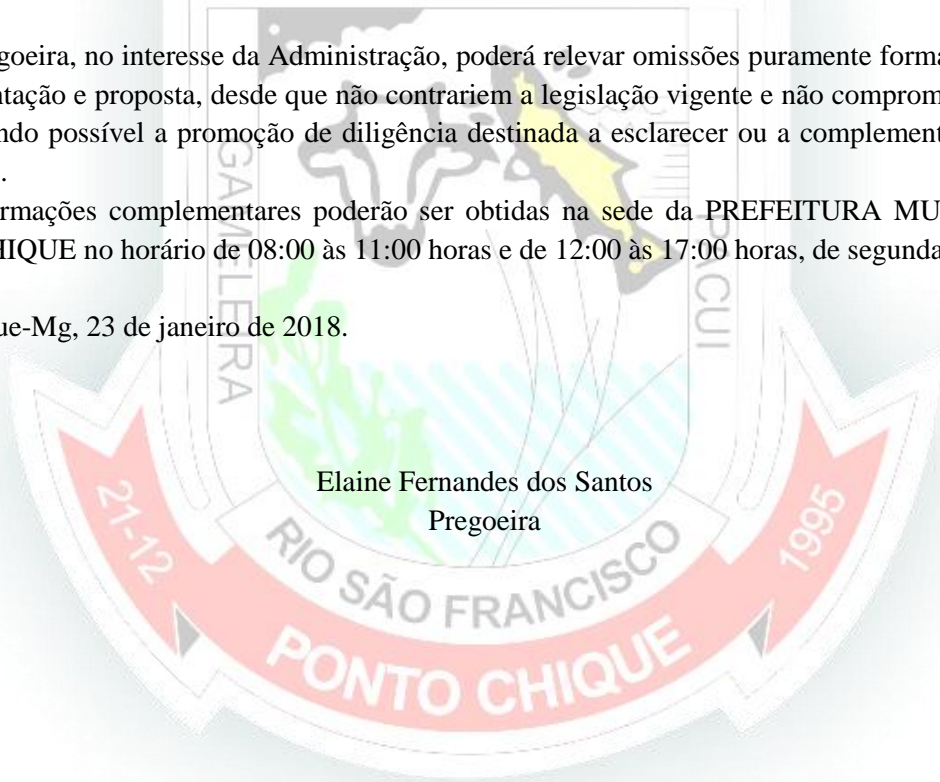 goeira, no interesse da Administração, poderá relevar omissões puramente forma
ntação e proposta, desde que não contrariem a legislação vigente e não comprom
ndo possível a promoção de diligência destinada a esclarecer ou a complement
.
rmações complementares poderão ser obtidas na sede da PREFEITURA MU
HIQUE no horário de 08:00 às 11:00 horas e de 12:00 às 17:00 horas, de segunda
ue-Mg, 23 de janeiro de 2018.
Elaine Fernandes dos Santos
Pregoeira
GAMELEIRA
PACUI
21-12
RIO SÃO FRANCISCO
1995
PONTO CHIQUE